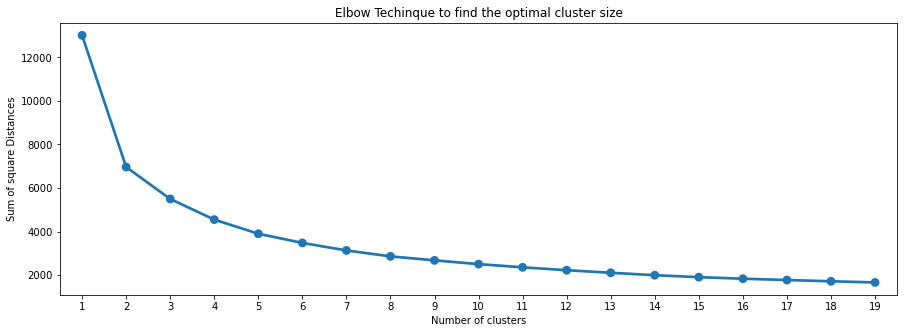 Elbow Techinque to find the optimal cluster size
12000
10000
8000
6000
4000
2000
Sum of square Distances
1 2 3 4 5 6 7 8 9 10 11 12 13 14 15 16 17 18 19
Number of clusters